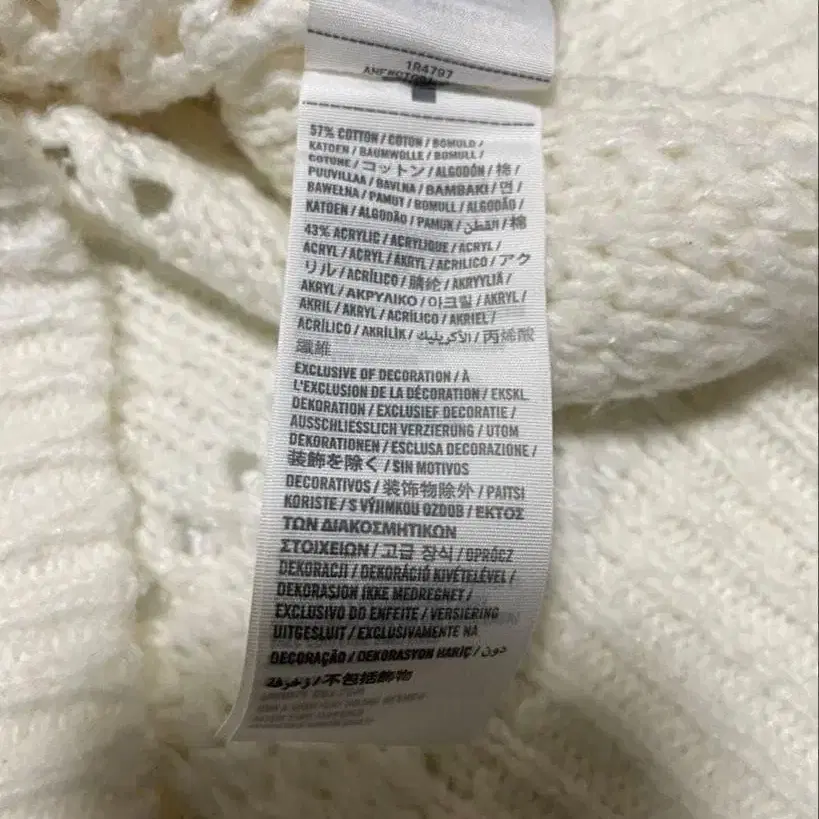 1R4797
57% COTTON / COTON / BOMULD /
KATOEN / BAUMWOLLE / BOMULL /
COTONE / コットン / ALGODÓN / 棉 /
PUUVILLAA / BAVLNA / ΒΑΜΒΑΚΙ / 면 /
BAWEŁNA / PAMUT / BOMULL / ALGODÃO /
KATOEN / ALGODÃO / PAMUK / القطن / 棉
43% ACRYLIC / ACRYLIQUE / ACRYL /
ACRYL / ACRYL / AKRYL / ACRILICO / アク
リル / ACRÍLICO / 腈纶 / AKRYYLIÄ /
AKRYL / ΑΚΡΥΛΙΚΟ / 아크릴 / AKRYL /
AKRIL / AKRYL / ACRÍLICO / AKRIEL /
ACRÍLICO / AKRİLİK / الأكريليك / 丙烯酸
纖維
EXCLUSIVE OF DECORATION / À
L'EXCLUSION DE LA DÉCORATION / EKSKL.
DEKORATION / EXCLUSIEF DECORATIE /
AUSSCHLIESSLICH VERZIERUNG / UTOM
DEKORATIONEN / ESCLUSA DECORAZIONE /
装飾を除く / SIN MOTIVOS
DECORATIVOS / 装饰物除外 / PAITSI
KORISTE / S VÝJIMKOU OZDOB / ΕΚΤΟΣ
ΤΩΝ ΔΙΑΚΟΣΜΗΤΙΚΩΝ
ΣΤΟΙΧΕΙΩΝ / 고급 장식 / OPRÓCZ
DEKORACJI / DEKORÁCIÓ KIVÉTELÉVEL /
DEKORASJON IKKE MEDREGNET /
EXCLUSIVO DO ENFEITE / VERSIERING
UITGESLUIT / EXCLUSIVAMENTE NA
DECORAÇÃO / DEKORASYON HARİÇ / دون
زخرفة / 不包括飾物